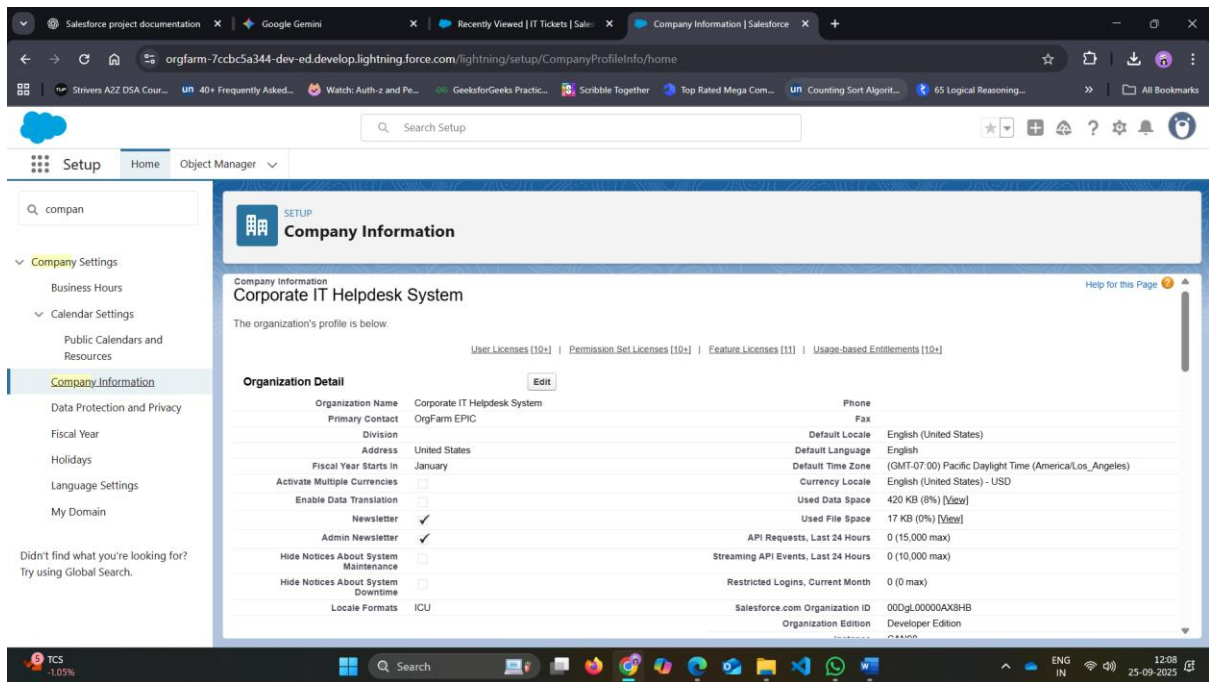 Salesforce project documentation
Google Gemini
Recently Viewed | IT Tickets | Sales
Company Information | Salesforce
orgfarm-7ccbc5a344-dev-ed.develop.lightning.force.com/lightning/setup/CompanyProfileInfo/home
Strivers A2Z DSA Cour...
40+ Frequently Asked...
Watch: Auth-z and Pe...
GeeksforGeeks Practic...
Scribble Together
Top Rated Mega Com...
Counting Sort Algorit...
65 Logical Reasoning...
All Bookmarks
Search Setup
Setup
Home
Object Manager
compan
Company Settings
Business Hours
Calendar Settings
Public Calendars and
Resources
Company Information
Data Protection and Privacy
Fiscal Year
Holidays
Language Settings
My Domain
Didn't find what you're looking for?
Try using Global Search.
SETUP
Company Information
Company Information
Corporate IT Helpdesk System
Help for this Page
The organization's profile is below.
User Licenses [10+] | Permission Set Licenses [10+] | Feature Licenses [11] | Usage-based Entitlements [10+]
Organization Detail Edit
Organization Name Corporate IT Helpdesk System Phone
Primary Contact OrgFarm EPIC Fax
Division Default Locale English (United States)
Address United States Default Language English
Fiscal Year Starts In January Default Time Zone (GMT-07:00) Pacific Daylight Time (America/Los_Angeles)
Activate Multiple Currencies Currency Locale English (United States) - USD
Enable Data Translation Used Data Space 420 KB (8%) [View]
Newsletter Used File Space 17 KB (0%) [View]
Admin Newsletter API Requests, Last 24 Hours 0 (15,000 max)
Hide Notices About System
Maintenance Streaming API Events, Last 24 Hours 0 (10,000 max)
Hide Notices About System
Downtime Restricted Logins, Current Month 0 (0 max)
Locale Formats ICU Salesforce.com Organization ID 00DgL00000AX8HB
Organization Edition Developer Edition
5
TCS
-1.05%
Search
ENG
IN
12:08
25-09-2025